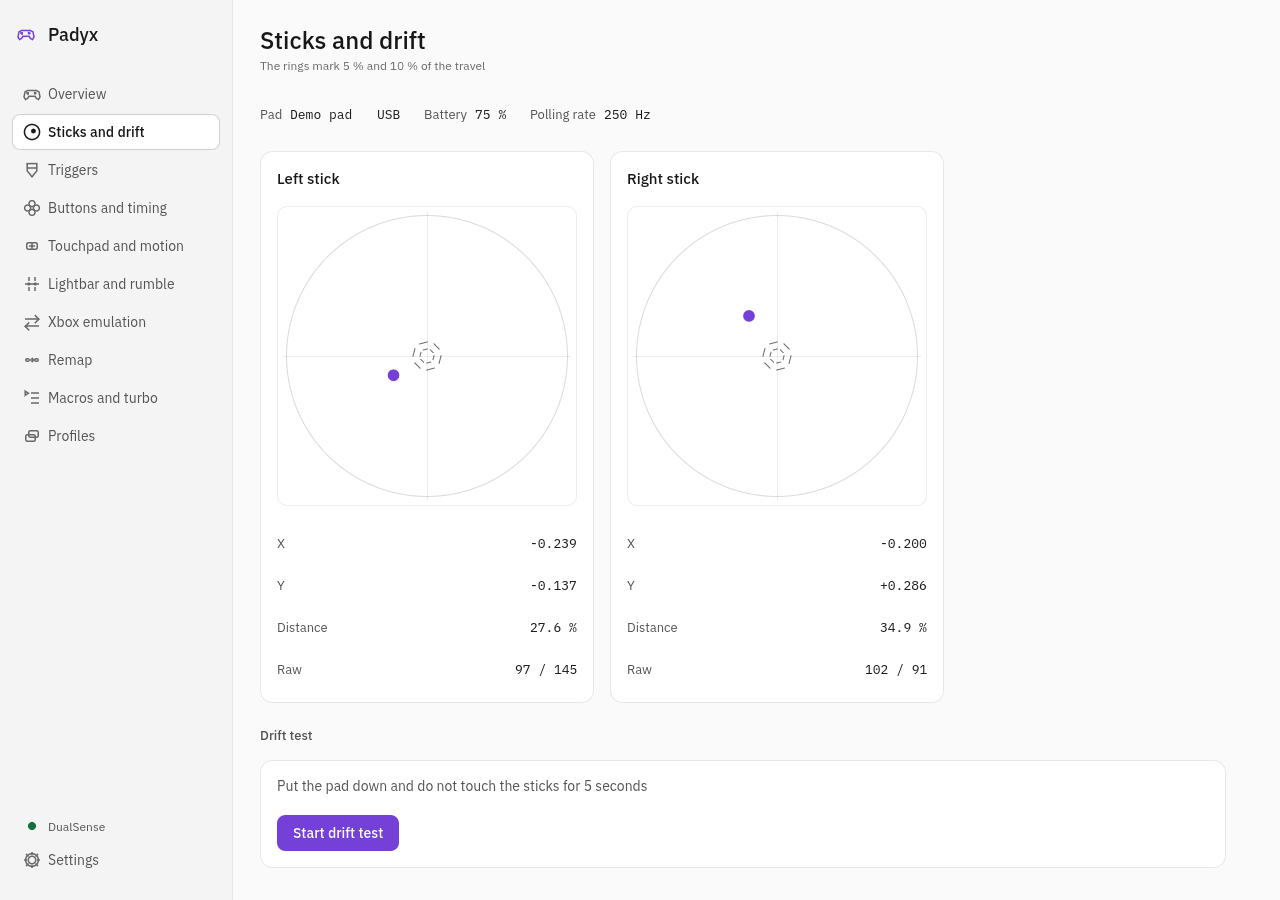 Padyx
Overview
Sticks and drift
Triggers
Buttons and timing
Touchpad and motion
Lightbar and rumble
Xbox emulation
Remap
Macros and turbo
Profiles
DualSense
Settings
Sticks and drift
The rings mark 5 % and 10 % of the travel
Pad Demo pad USB Battery 75 % Polling rate 250 Hz
Left stick
X -0.239
Y -0.137
Distance 27.6 %
Raw 97 / 145
Right stick
X -0.200
Y +0.286
Distance 34.9 %
Raw 102 / 91
Drift test
Put the pad down and do not touch the sticks for 5 seconds
Start drift test